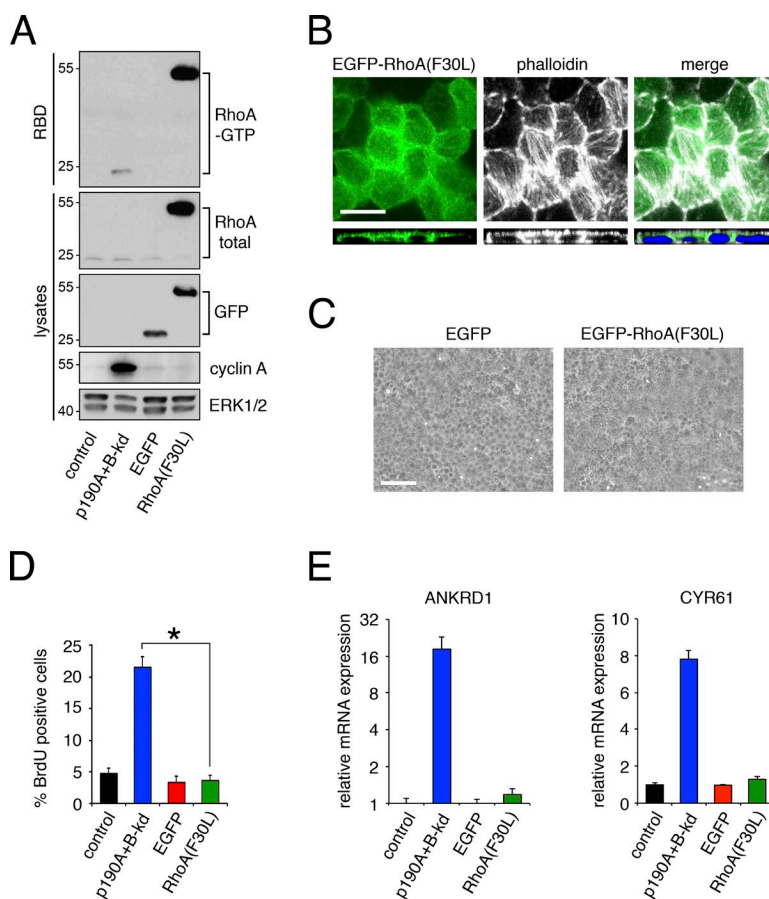 A
RBD
55
25
RhoA
-GTP
lysates
55
25
RhoA
total
55
25
GFP
55
cyclin A
40
ERK1/2
control
p190A+B-kd
EGFP
RhoA(F30L)
B
EGFP-RhoA(F30L)
phalloidin
merge
C
EGFP
EGFP-RhoA(F30L)
D
% BrdU positive cells
25
20
15
10
5
0
*
control
p190A+B-kd
EGFP
RhoA(F30L)
E
ANKRD1
relative mRNA expression
32
16
8
4
2
1
control
p190A+B-kd
EGFP
RhoA(F30L)
CYR61
relative mRNA expression
10
8
6
4
2
0
control
p190A+B-kd
EGFP
RhoA(F30L)